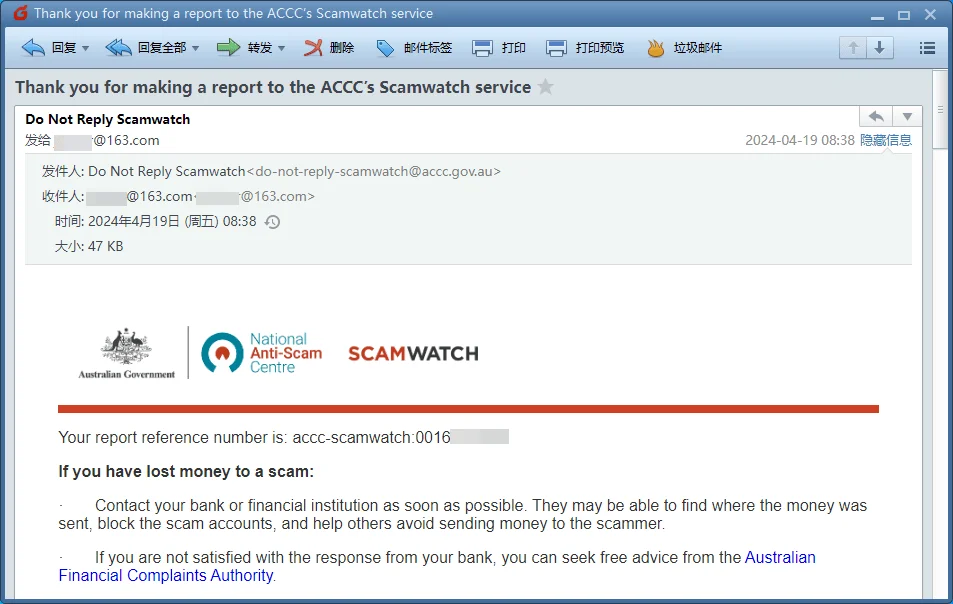 Thank you for making a report to the ACCC's Scamwatch service
回复
回复全部
转发
删除
邮件标签
打印
打印预览
垃圾邮件
Thank you for making a report to the ACCC's Scamwatch service
Do Not Reply Scamwatch
发给 @163.com
2024-04-19 08:38 隐藏信息
发件人: Do Not Reply Scamwatch<do-not-reply-scamwatch@accc.gov.au>
收件人: @163.com @163.com>
时间: 2024年4月19日 (周五) 08:38
大小: 47 KB
Australian Government
National
Anti-Scam
Centre
SCAMWATCH
Your report reference number is: accc-scamwatch:0016
If you have lost money to a scam:
· Contact your bank or financial institution as soon as possible. They may be able to find where the money was
sent, block the scam accounts, and help others avoid sending money to the scammer.
· If you are not satisfied with the response from your bank, you can seek free advice from the Australian
Financial Complaints Authority.